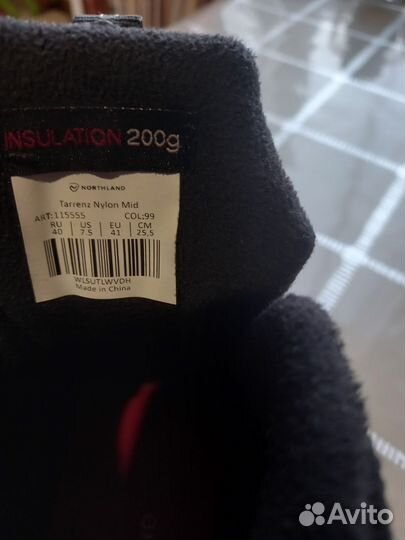 INSULATION 200g
NORTHLAND
Tarrenz Nylon Mid
ART:115555 COL:99
RU US EU CM
40 7.5 41 25,5
WLSUTLWVDH
Made in China
Avito